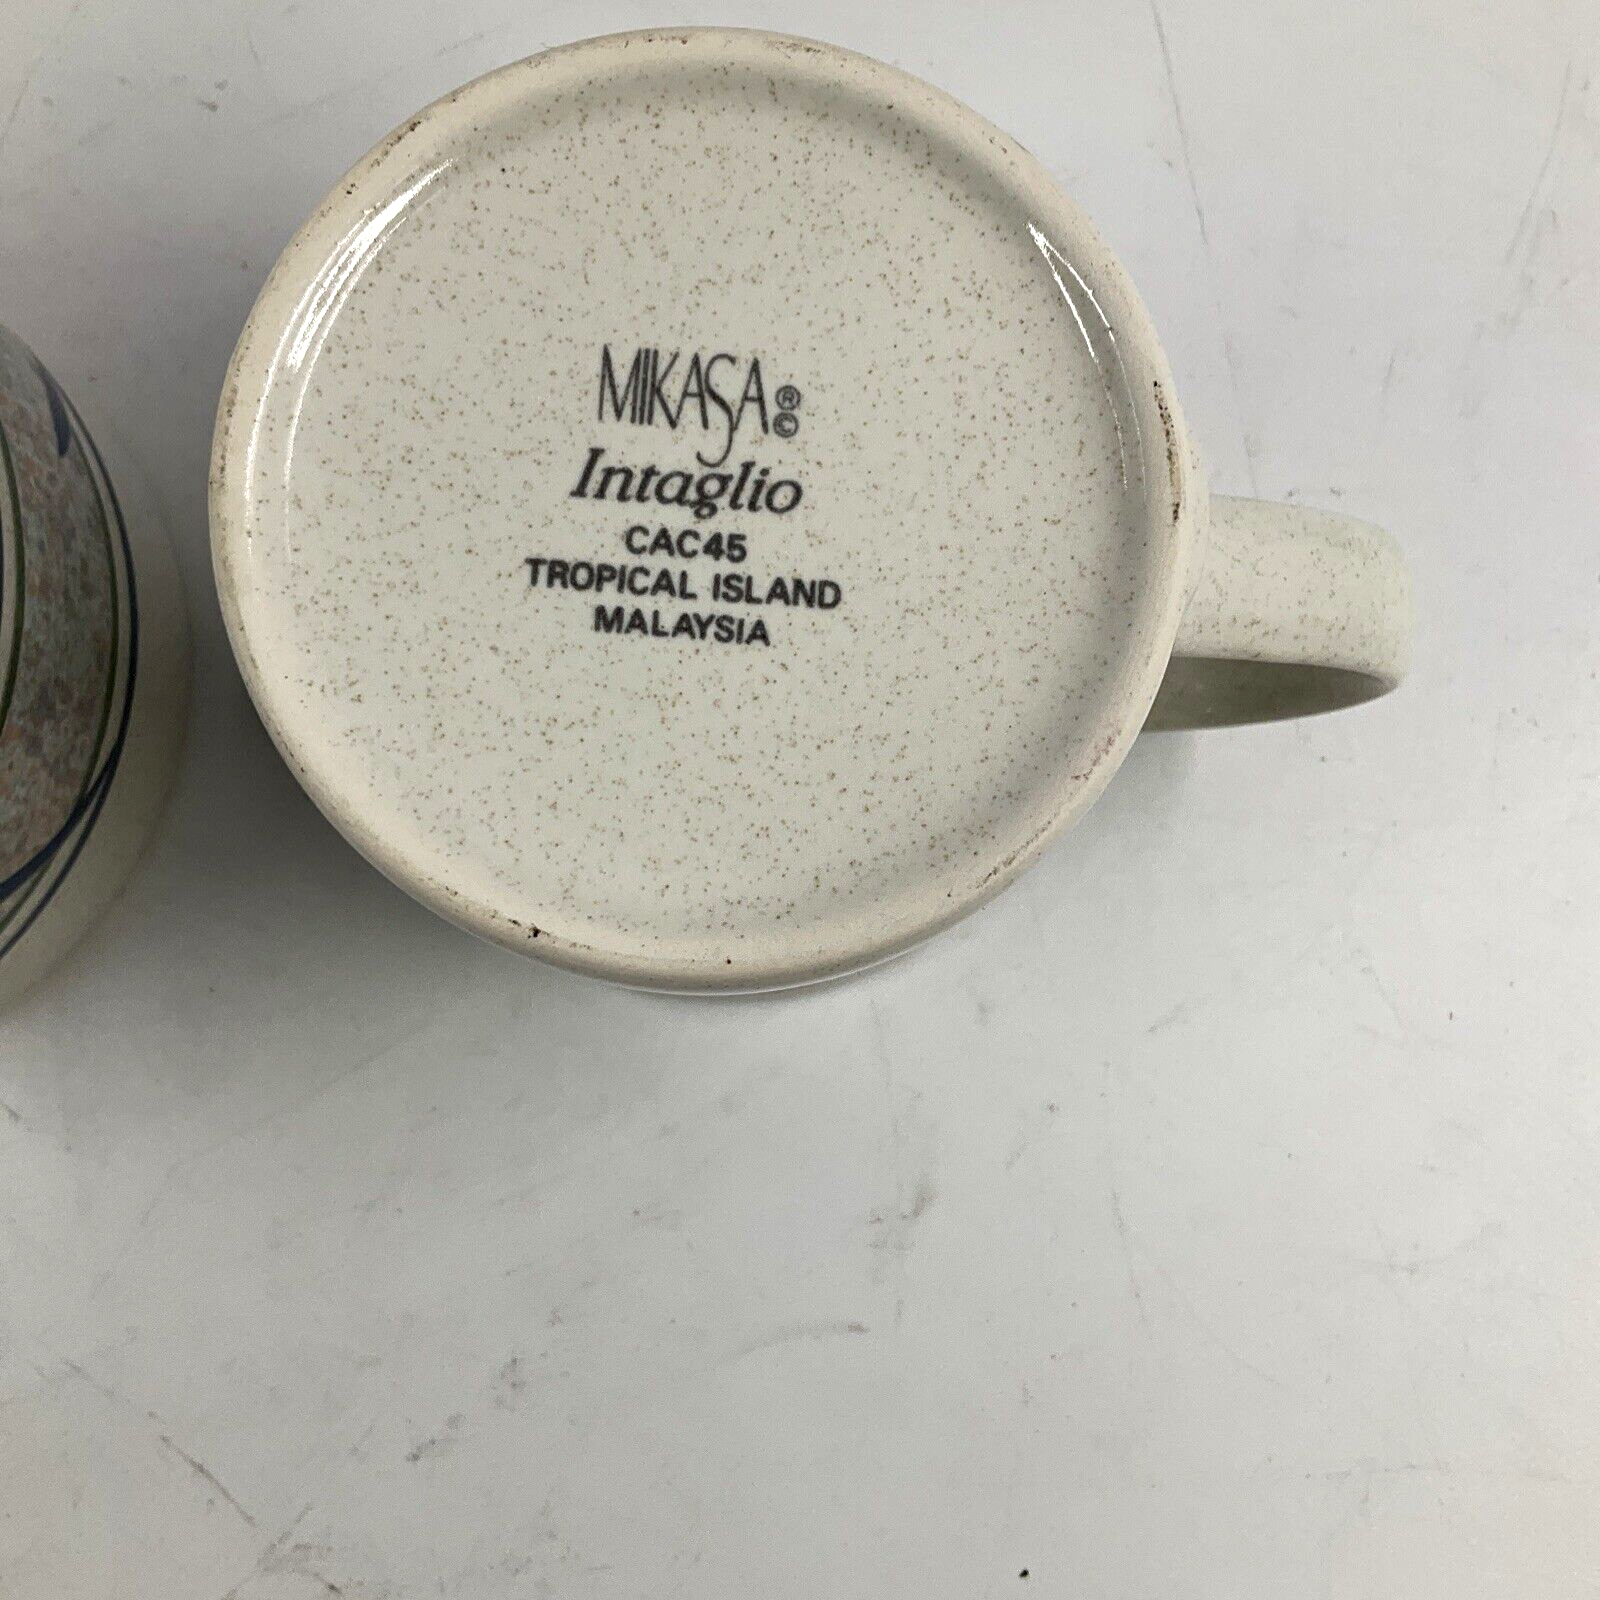 MIKASA ® ©
Intaglio
CAC45
TROPICAL ISLAND
MALAYSIA